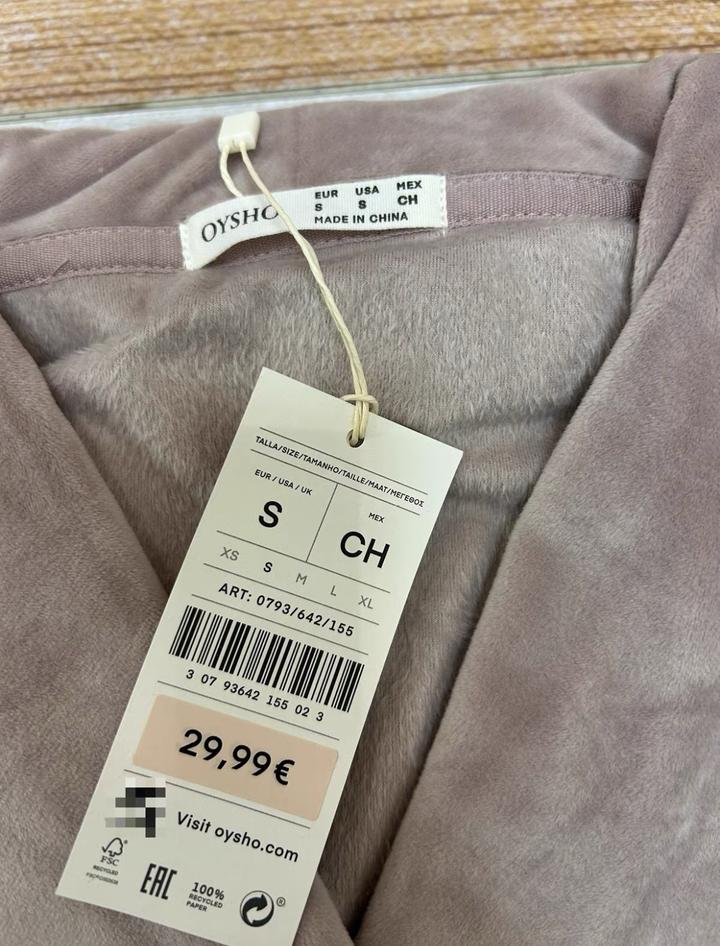 OYSHO
EUR USA MEX
S S CH
MADE IN CHINA
TALLA/SIZE/TAMANHO/TAILLE/MAAT/ΜΕΓΕΘΟΣ
EUR / USA / UK
S
MEX
CH
XS S M L XL
ART: 0793/642/155
3 07 93642 155 02 3
29,99€
Visit oysho.com
FSC
RECYCLED
EAC
100%
RECYCLED
PAPER
®